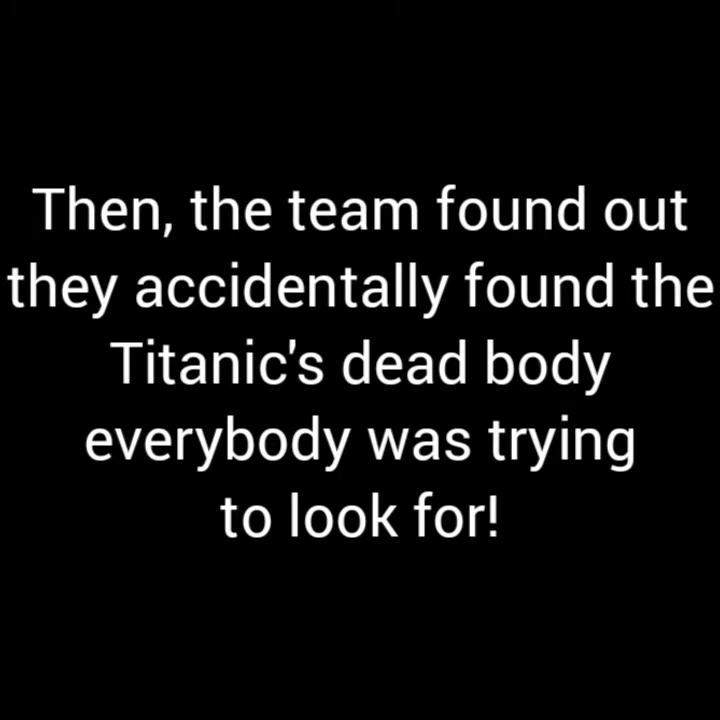 Then, the team found out
they accidentally found the
Titanic's dead body
everybody was trying
to look for!